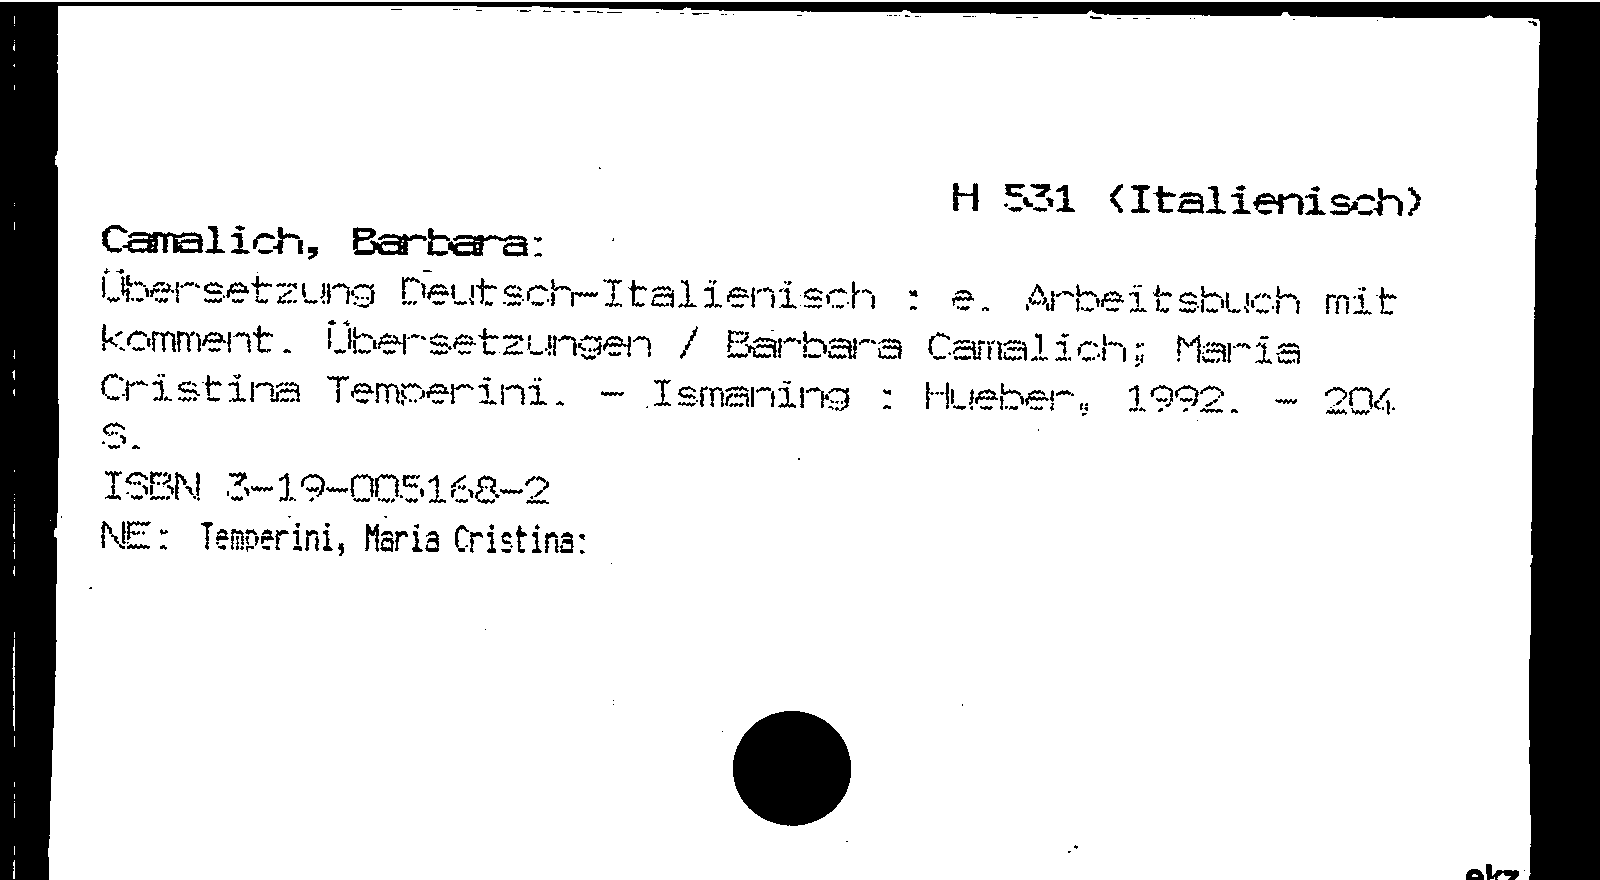 H 531 (Italienisch)
Camalich, Barbara:
Übersetzung Deutsch-Italienisch : e. Arbeitsbuch mit
komment. Übersetzungen / Barbara Camalich; Maria
Cristina Temperini. - Ismaning : Hueber, 1992. - 204
S.
ISBN 3-19-005168-2
NE: Temperini, Maria Cristina:
ekz